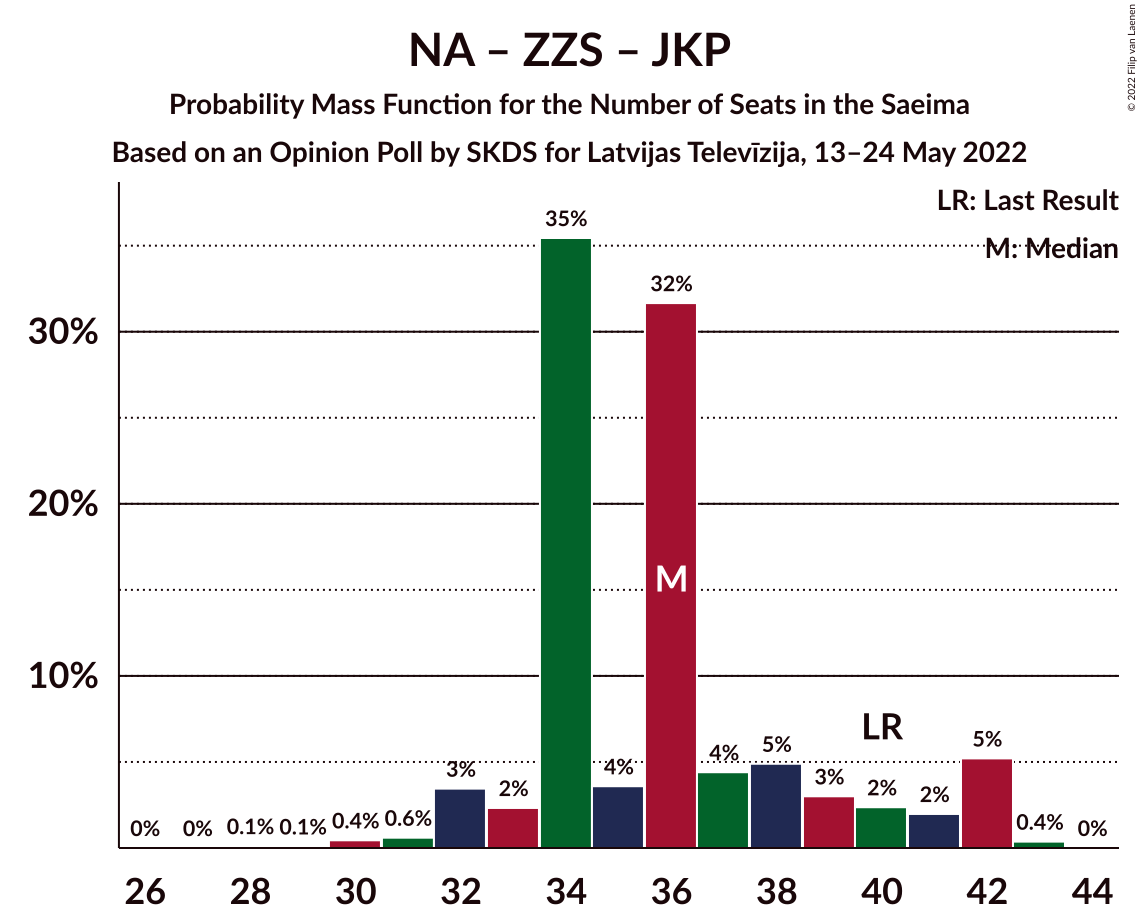 NA – ZZS – JKP
Probability Mass Function for the Number of Seats in the Saeima
Based on an Opinion Poll by SKDS for Latvijas Televīzija, 13–24 May 2022
© 2022 Filip van Laenen
LR: Last Result
M: Median
30%
20%
10%
0%
0%
0.1%
0.1%
0.4%
0.6%
3%
2%
35%
4%
32%
4%
5%
3%
2%
2%
5%
0.4%
0%
M
LR
26 28 30 32 34 36 38 40 42 44